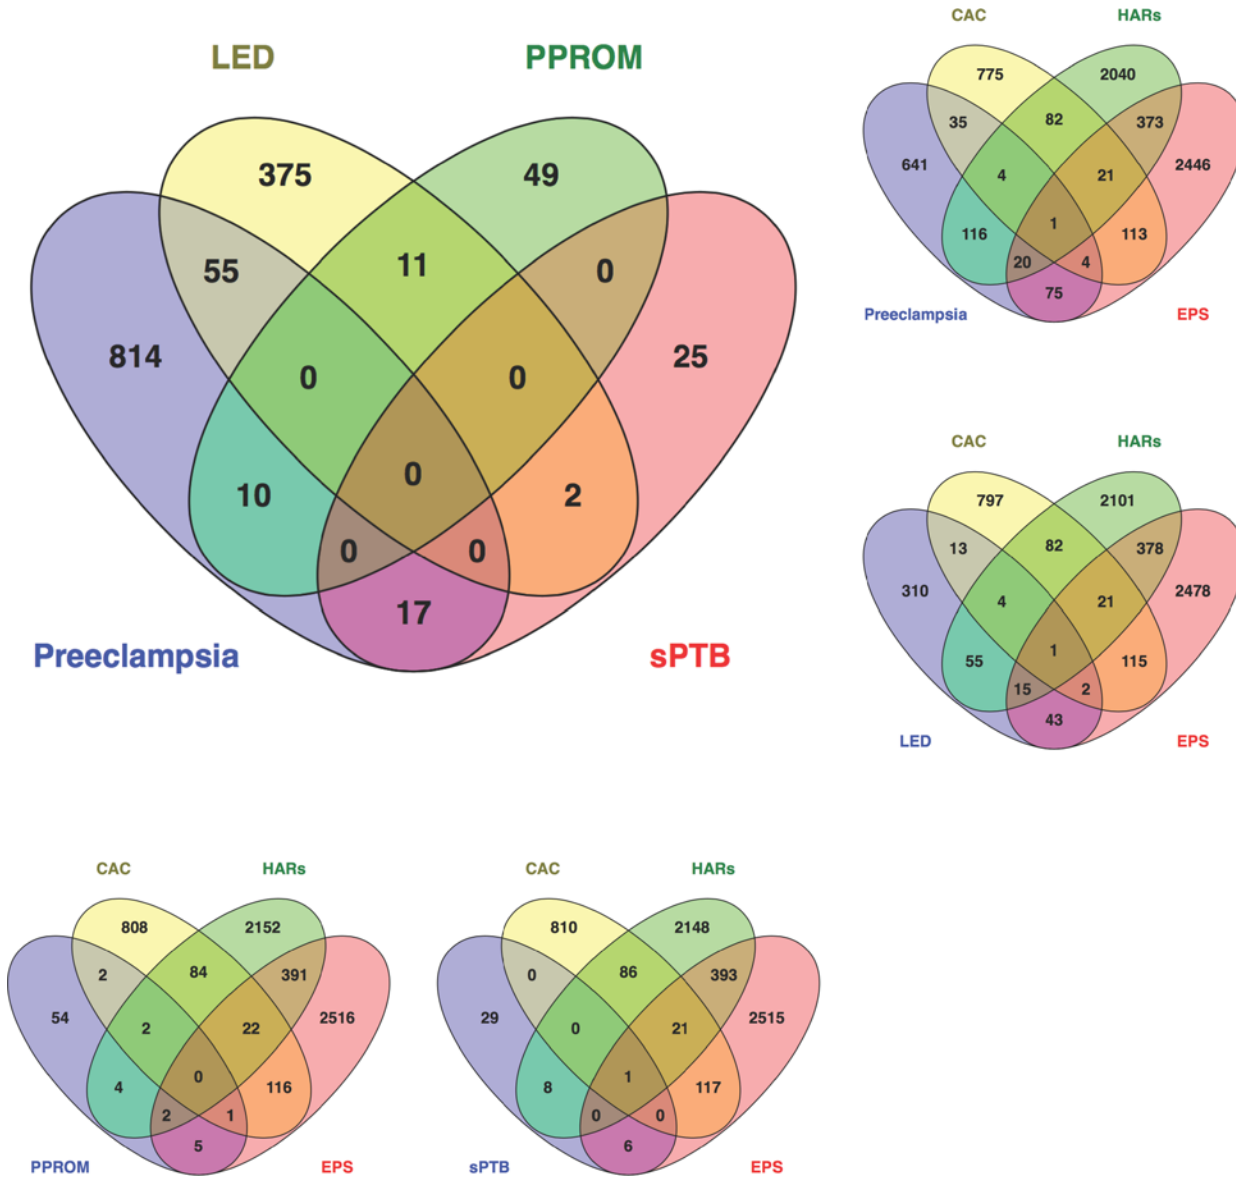 LED PPROM
375 49
55 11 0
814 0 0 25
0
10 2
0 0
17
Preeclampsia sPTB
CAC HARs
775 2040
35 82 373
641 4 21 2446
1
116 113
20 4
75
Preeclampsia EPS
CAC HARs
797 2101
13 82 378
310 4 21 2478
1
55 115
15 2
43
LED EPS
CAC HARs
808 2152
2 84 391
54 2 22 2516
0
4 116
2 1
5
PPROM EPS
CAC HARs
810 2148
0 86 393
29 0 21 2515
1
8 117
0 0
6
sPTB EPS